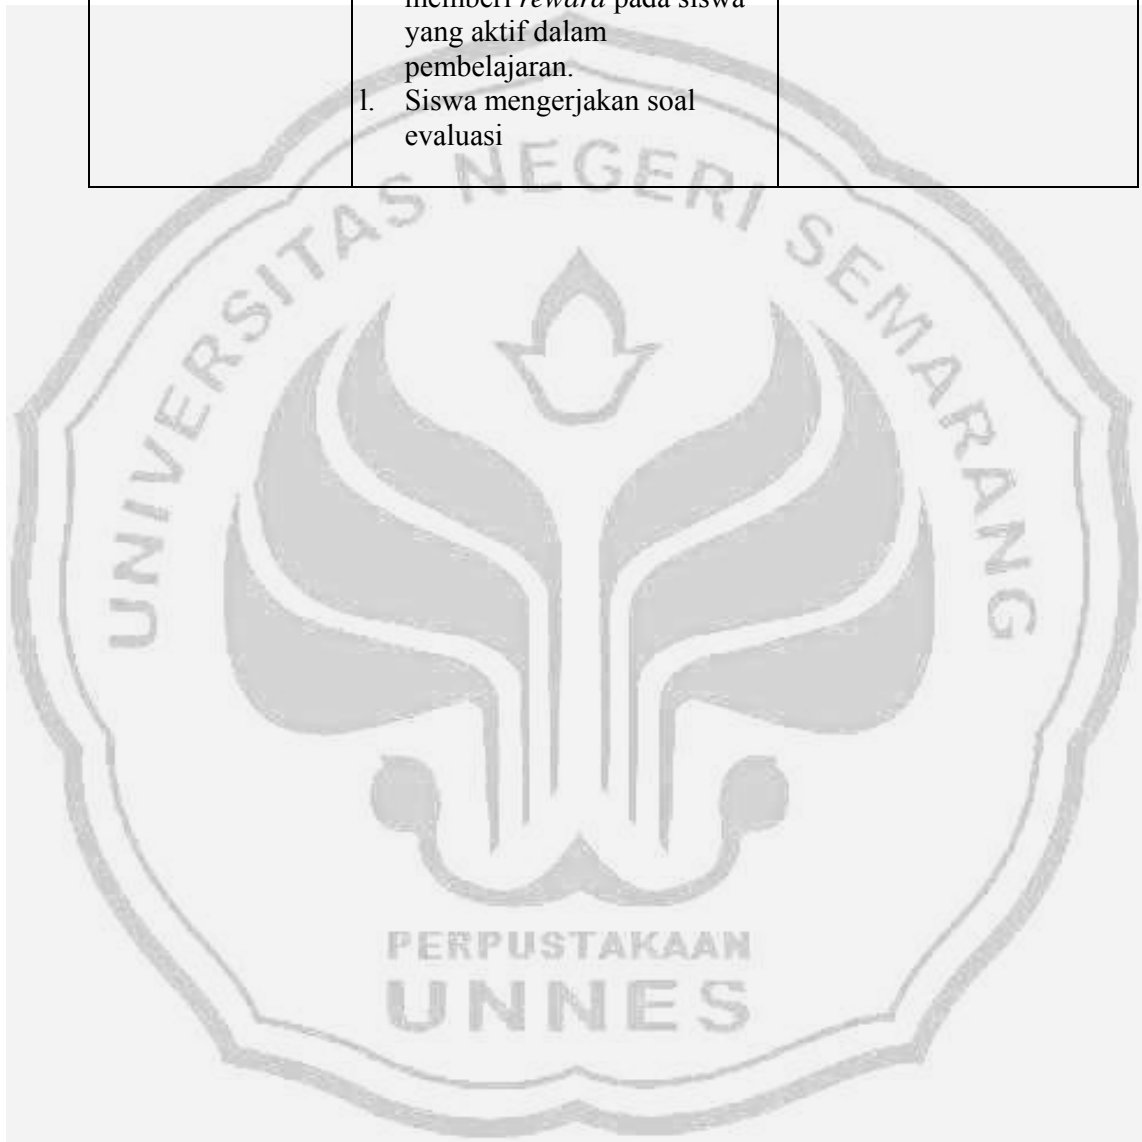 memberi reward pada siswa
yang aktif dalam
pembelajaran.
l. Siswa mengerjakan soal
evaluasi
UNIVERSITAS NEGERI SEMARANG
PERPUSTAKAAN
UNNES